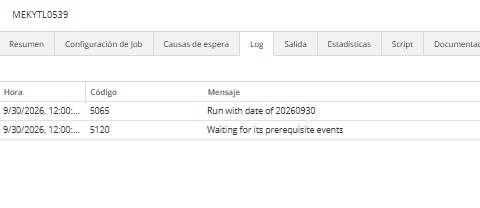 MEKYTL0539
Resumen Configuración de Job Causas de espera Log Salida Estadísticas Script Documentac
Hora Código Mensaje
9/30/2026, 12:00:... 5065 Run with date of 20260930
9/30/2026, 12:00:... 5120 Waiting for its prerequisite events